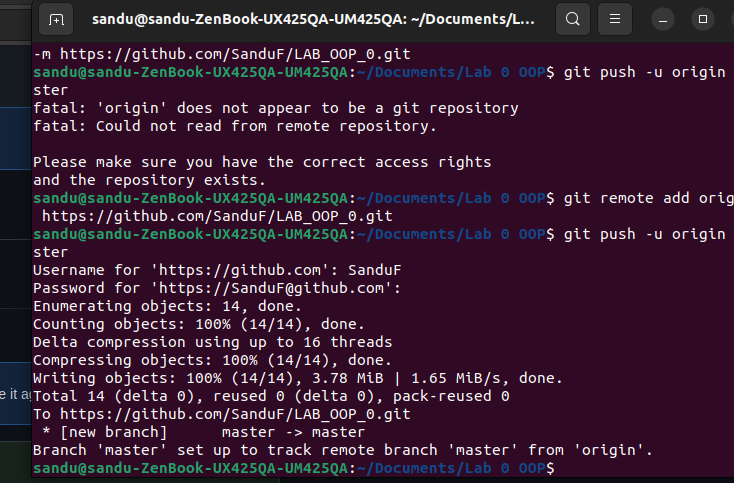 sandu@sandu-ZenBook-UX425QA-UM425QA: ~/Documents/L...
-m https://github.com/SanduF/LAB_OOP_0.git
sandu@sandu-ZenBook-UX425QA-UM425QA:~/Documents/Lab 0 OOP$ git push -u origin
ster
fatal: 'origin' does not appear to be a git repository
fatal: Could not read from remote repository.
Please make sure you have the correct access rights
and the repository exists.
sandu@sandu-ZenBook-UX425QA-UM425QA:~/Documents/Lab 0 OOP$ git remote add orig
https://github.com/SanduF/LAB_OOP_0.git
sandu@sandu-ZenBook-UX425QA-UM425QA:~/Documents/Lab 0 OOP$ git push -u origin
ster
Username for 'https://github.com': SanduF
Password for 'https://SanduF@github.com':
Enumerating objects: 14, done.
Counting objects: 100% (14/14), done.
Delta compression using up to 16 threads
Compressing objects: 100% (14/14), done.
Writing objects: 100% (14/14), 3.78 MiB | 1.65 MiB/s, done.
Total 14 (delta 0), reused 0 (delta 0), pack-reused 0
e it ag
To https://github.com/SanduF/LAB_OOP_0.git
* [new branch] master -> master
Branch 'master' set up to track remote branch 'master' from 'origin'.
sandu@sandu-ZenBook-UX425QA-UM425QA:~/Documents/Lab 0 OOP$